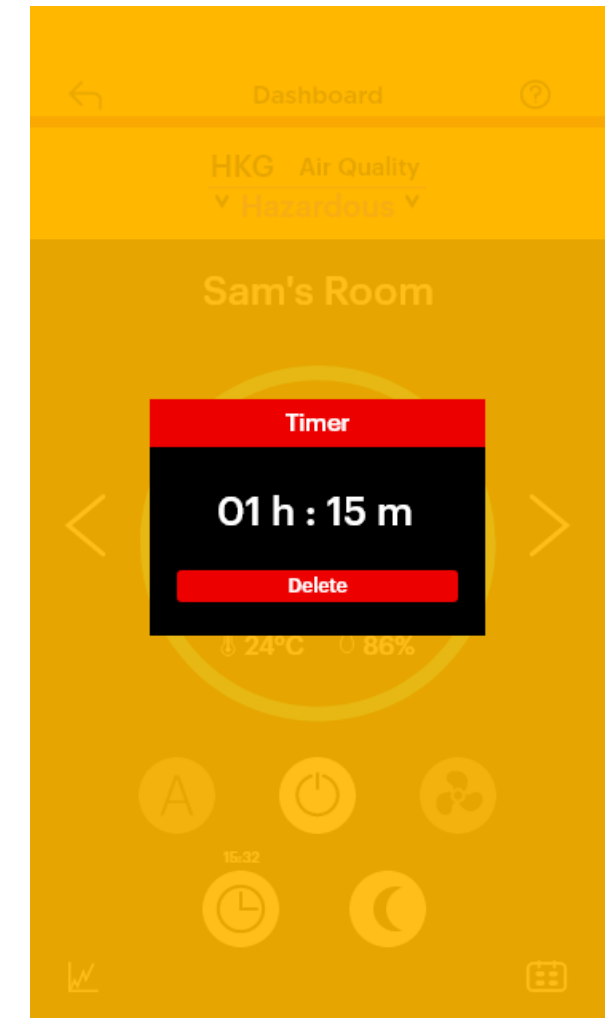 Dashboard
HKG Air Quality
Hazardous
Sam's Room
Timer
01 h : 15 m
Delete
24°C 86%
A
15:32